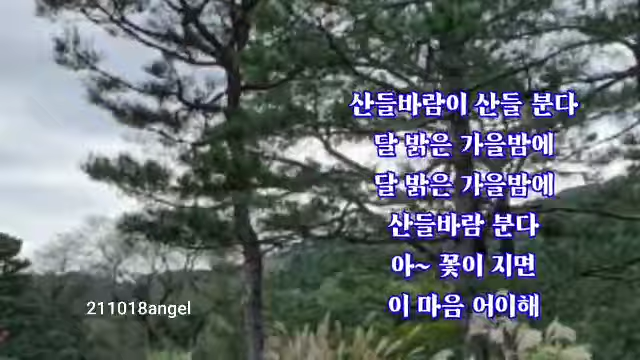 산들바람이 산들 분다
달 밝은 가을밤에
달 밝은 가을밤에
산들바람 분다
아~ 꽃이 지면
이 마음 어이해
211018angel